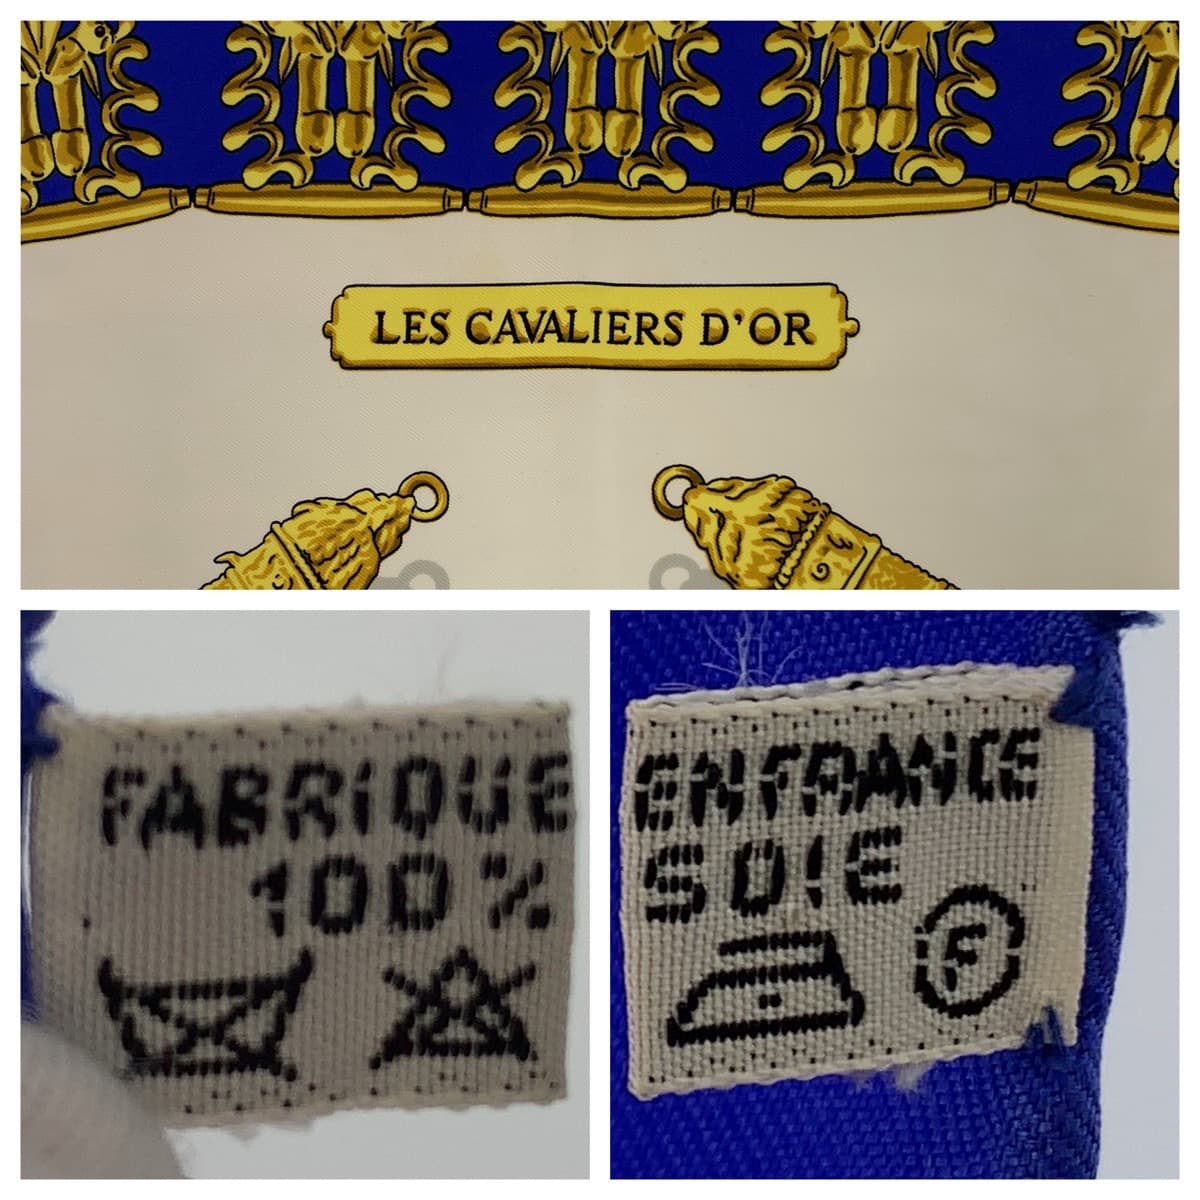 LES CAVALIERS D'OR
FABRIQUE
100%
EN FRANCE
SOIE
F